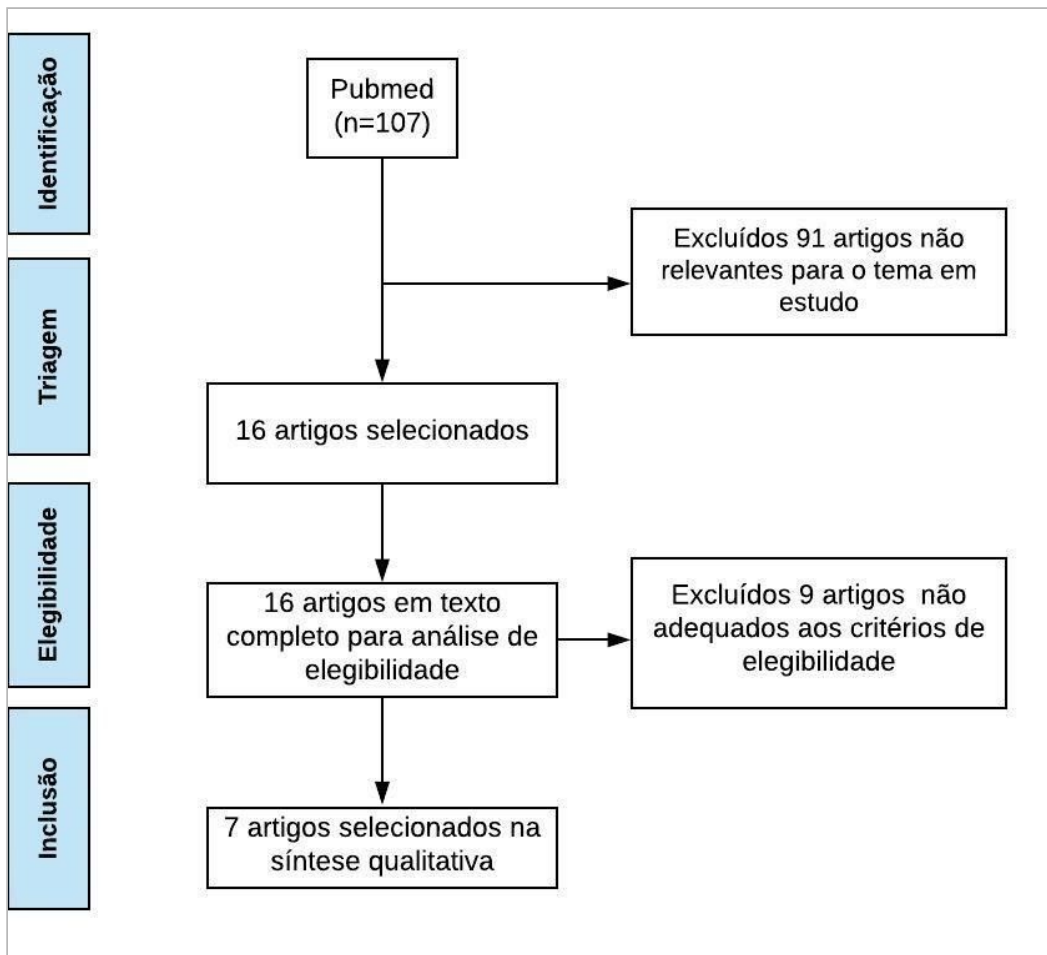 Identificação
Pubmed
(n=107)
Excluídos 91 artigos não
relevantes para o tema em
estudo
Triagem
16 artigos selecionados
Elegibilidade
16 artigos em texto
completo para análise de
elegibilidade
Excluídos 9 artigos não
adequados aos critérios de
elegibilidade
Inclusão
7 artigos selecionados na
síntese qualitativa